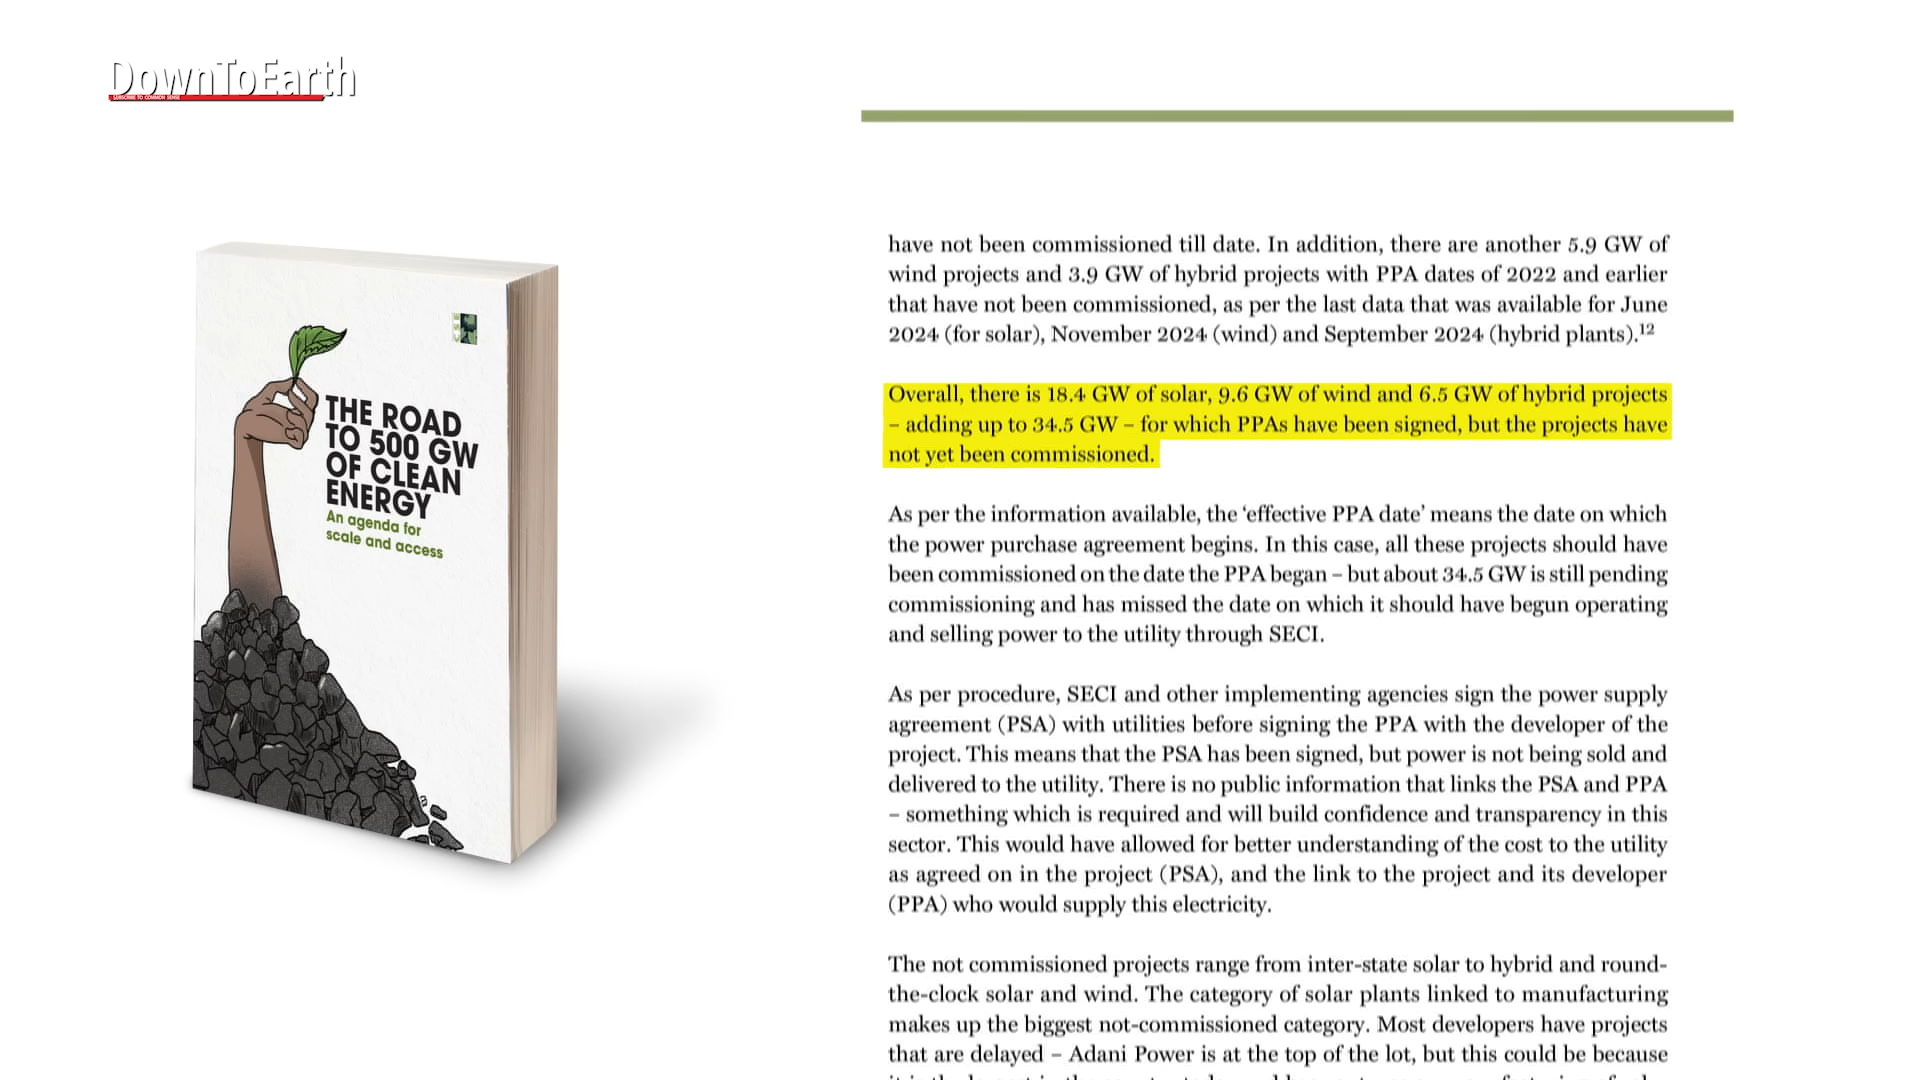 DownToEarth
SUBSCRIBE TO COMMON SENSE
THE ROAD
TO 500 GW
OF CLEAN
ENERGY
An agenda for
scale and access
have not been commissioned till date. In addition, there are another 5.9 GW of
wind projects and 3.9 GW of hybrid projects with PPA dates of 2022 and earlier
that have not been commissioned, as per the last data that was available for June
2024 (for solar), November 2024 (wind) and September 2024 (hybrid plants).12
Overall, there is 18.4 GW of solar, 9.6 GW of wind and 6.5 GW of hybrid projects
– adding up to 34.5 GW – for which PPAs have been signed, but the projects have
not yet been commissioned.
As per the information available, the ‘effective PPA date’ means the date on which
the power purchase agreement begins. In this case, all these projects should have
been commissioned on the date the PPA began – but about 34.5 GW is still pending
commissioning and has missed the date on which it should have begun operating
and selling power to the utility through SECI.
As per procedure, SECI and other implementing agencies sign the power supply
agreement (PSA) with utilities before signing the PPA with the developer of the
project. This means that the PSA has been signed, but power is not being sold and
delivered to the utility. There is no public information that links the PSA and PPA
– something which is required and will build confidence and transparency in this
sector. This would have allowed for better understanding of the cost to the utility
as agreed on in the project (PSA), and the link to the project and its developer
(PPA) who would supply this electricity.
The not commissioned projects range from inter-state solar to hybrid and round-
the-clock solar and wind. The category of solar plants linked to manufacturing
makes up the biggest not-commissioned category. Most developers have projects
that are delayed – Adani Power is at the top of the lot, but this could be because